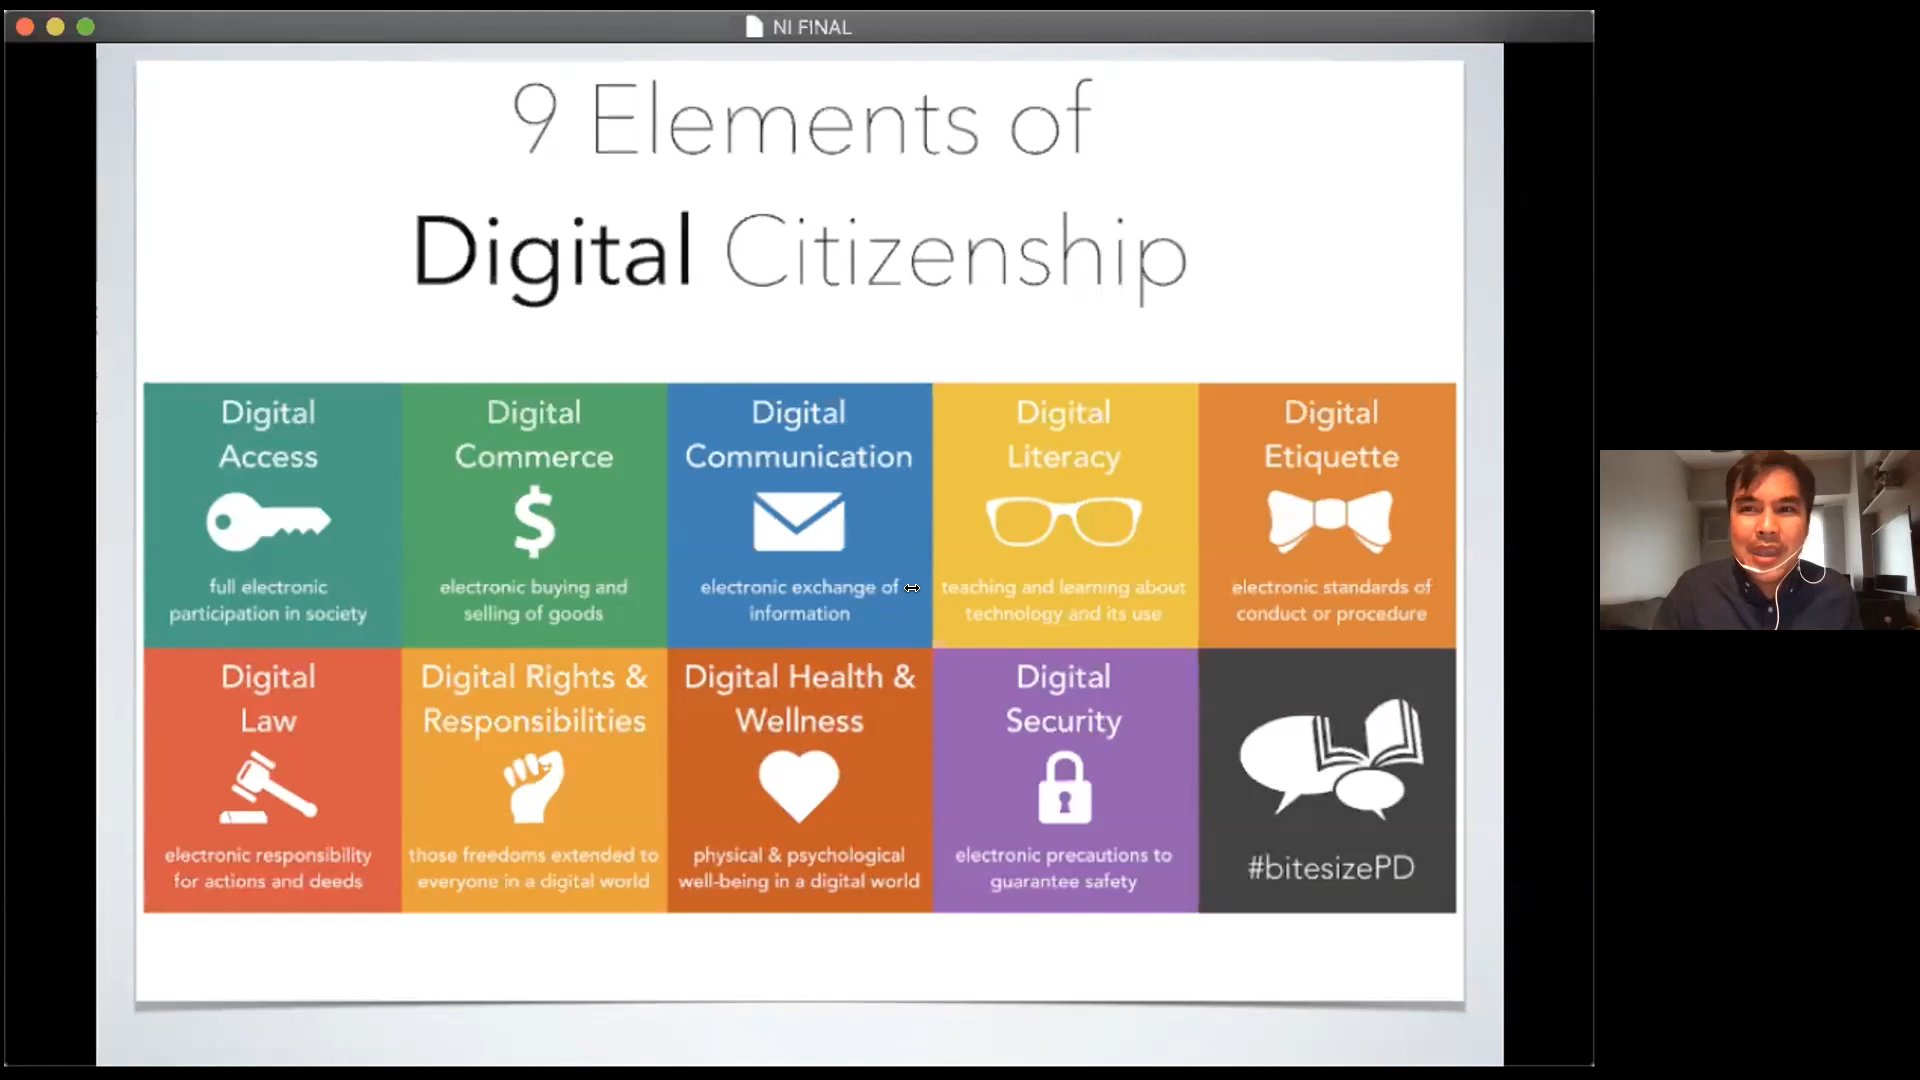 NI FINAL
9 Elements of
Digital Citizenship
Digital
Access
full electronic
participation in society
Digital
Commerce
$
electronic buying and
selling of goods
Digital
Communication
electronic exchange of
information
Digital
Literacy
teaching and learning about
technology and its use
Digital
Etiquette
electronic standards of
conduct or procedure
Digital
Law
electronic responsibility
for actions and deeds
Digital Rights &
Responsibilities
those freedoms extended to
everyone in a digital world
Digital Health &
Wellness
physical & psychological
well-being in a digital world
Digital
Security
electronic precautions to
guarantee safety
#bitesizePD